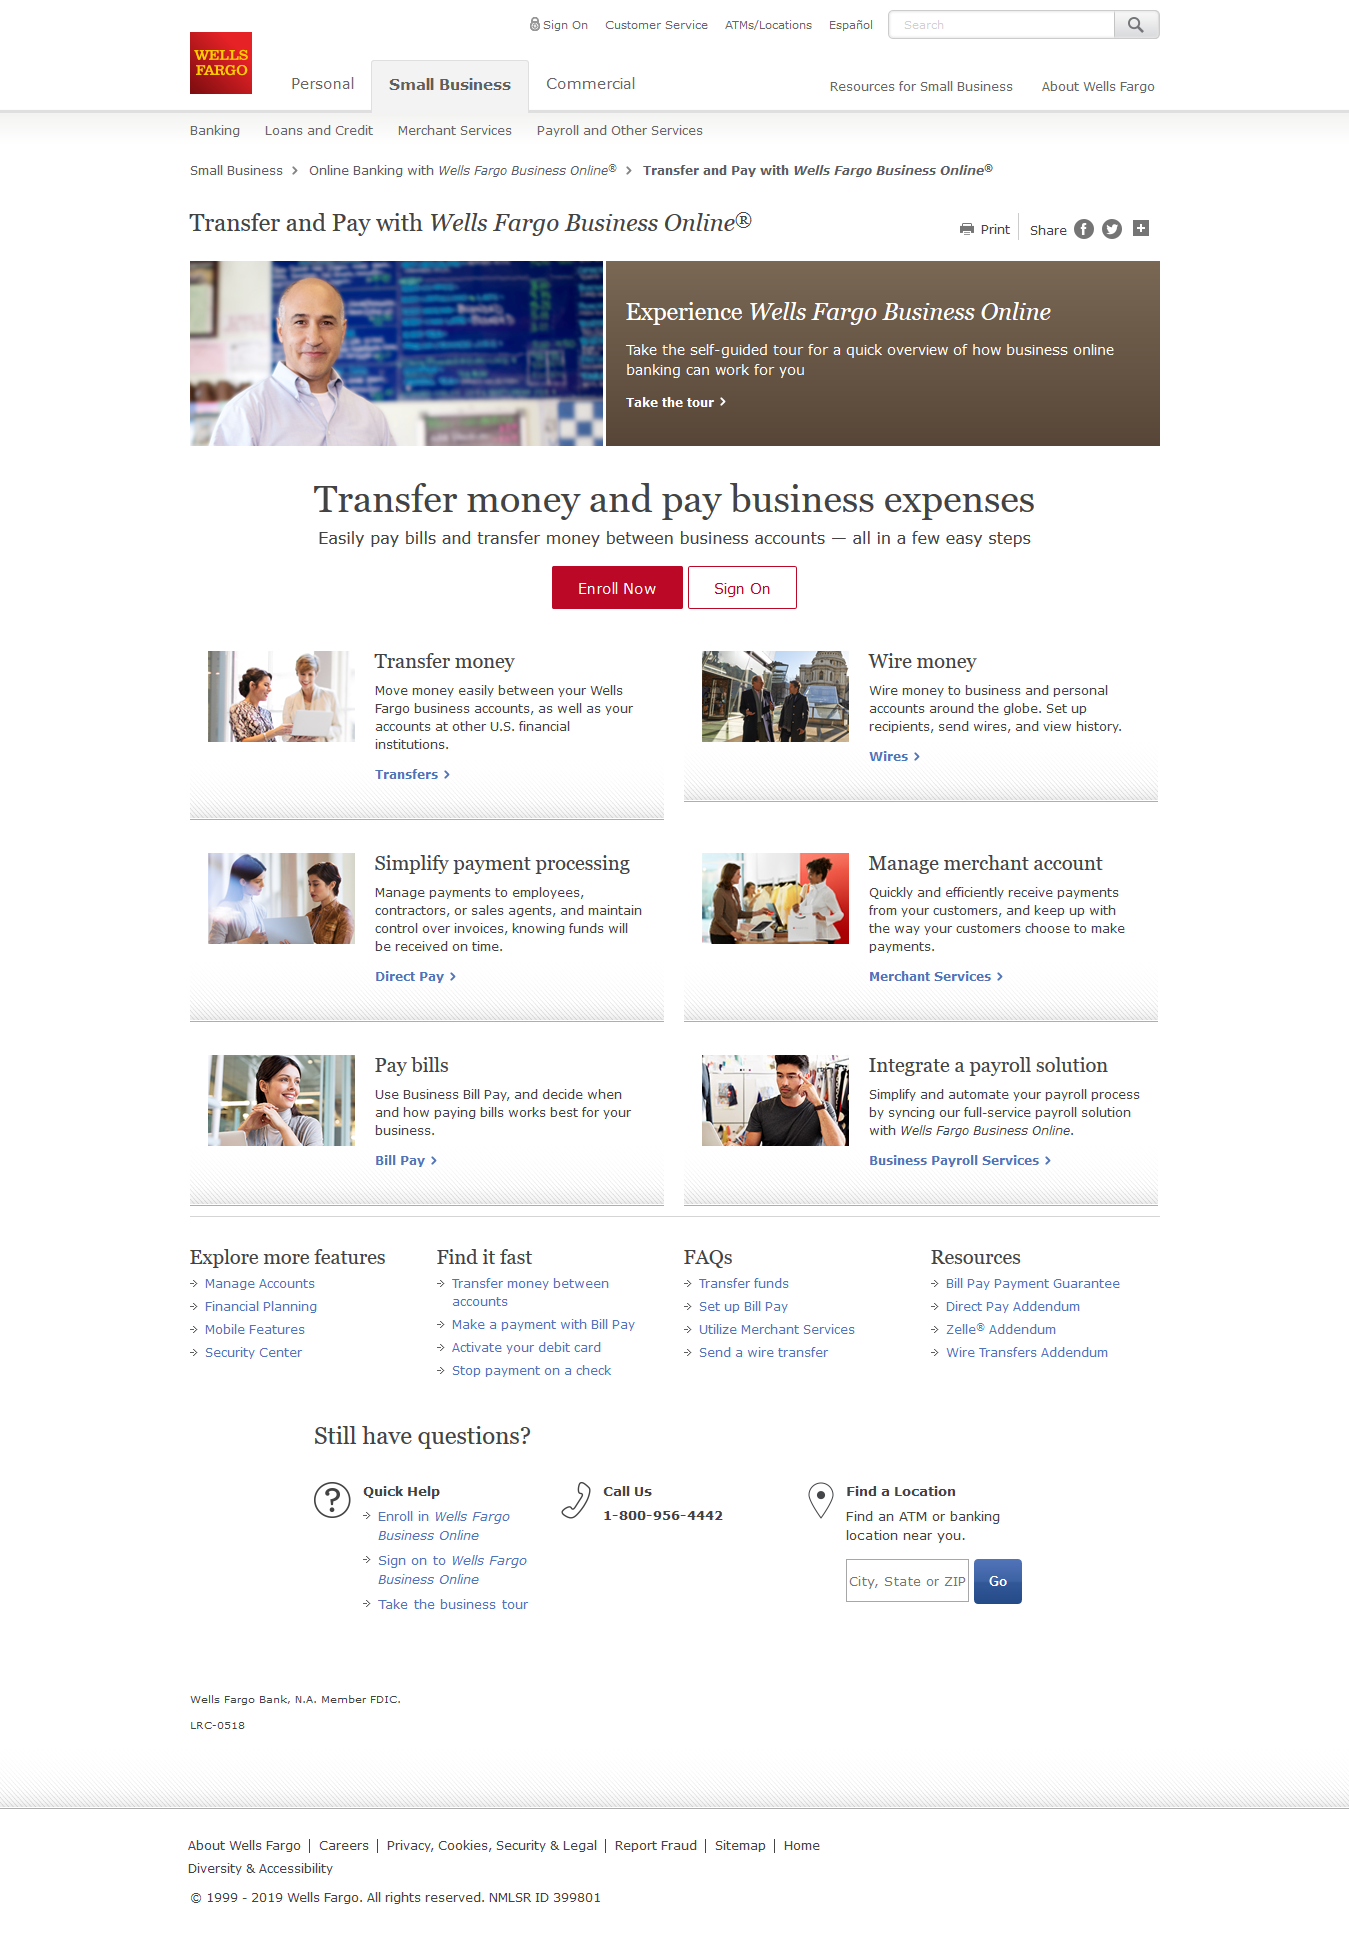 Sign On
Customer Service
ATMs/Locations
Español
Search
WELLS
FARGO
Personal
Small Business
Commercial
Resources for Small Business
About Wells Fargo
Banking
Loans and Credit
Merchant Services
Payroll and Other Services
Small Business
Online Banking with Wells Fargo Business Online®
Transfer and Pay with Wells Fargo Business Online®
Transfer and Pay with Wells Fargo Business Online®
Print
Share
Experience Wells Fargo Business Online
Take the self-guided tour for a quick overview of how business online
banking can work for you
Take the tour
Transfer money and pay business expenses
Easily pay bills and transfer money between business accounts — all in a few easy steps
Enroll Now
Sign On
Transfer money
Move money easily between your Wells
Fargo business accounts, as well as your
accounts at other U.S. financial
institutions.
Transfers
Wire money
Wire money to business and personal
accounts around the globe. Set up
recipients, send wires, and view history.
Wires
Simplify payment processing
Manage payments to employees,
contractors, or sales agents, and maintain
control over invoices, knowing funds will
be received on time.
Direct Pay
Manage merchant account
Quickly and efficiently receive payments
from your customers, and keep up with
the way your customers choose to make
payments.
Merchant Services
Pay bills
Use Business Bill Pay, and decide when
and how paying bills works best for your
business.
Bill Pay
Integrate a payroll solution
Simplify and automate your payroll process
by syncing our full-service payroll solution
with Wells Fargo Business Online.
Business Payroll Services
Explore more features
Manage Accounts
Financial Planning
Mobile Features
Security Center
Find it fast
Transfer money between
accounts
Make a payment with Bill Pay
Activate your debit card
Stop payment on a check
FAQs
Transfer funds
Set up Bill Pay
Utilize Merchant Services
Send a wire transfer
Resources
Bill Pay Payment Guarantee
Direct Pay Addendum
Zelle® Addendum
Wire Transfers Addendum
Still have questions?
Quick Help
Enroll in Wells Fargo
Business Online
Sign on to Wells Fargo
Business Online
Take the business tour
Call Us
1-800-956-4442
Find a Location
Find an ATM or banking
location near you.
City, State or ZIP
Go
Wells Fargo Bank, N.A. Member FDIC.
LRC-0518
About Wells Fargo
Careers
Privacy, Cookies, Security & Legal
Report Fraud
Sitemap
Home
Diversity & Accessibility
© 1999 - 2019 Wells Fargo. All rights reserved. NMLSR ID 399801